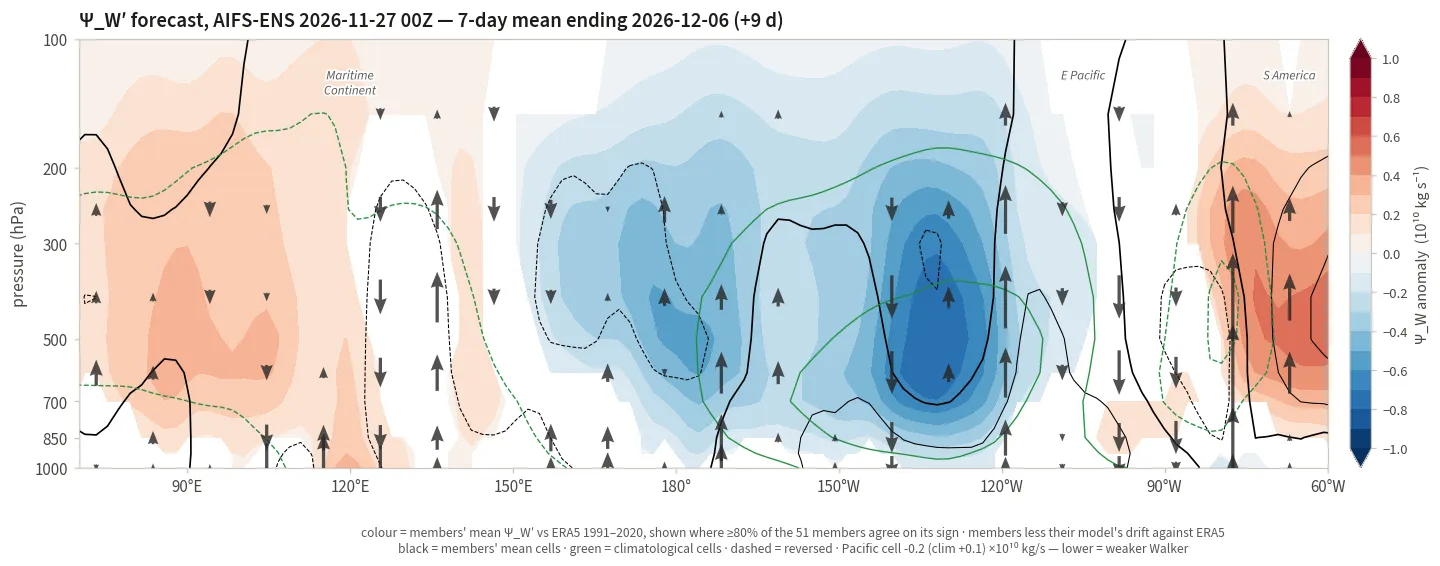 Ψ_W′ forecast, AIFS-ENS 2026-11-27 00Z — 7-day mean ending 2026-12-06 (+9 d)
pressure (hPa)
100
200
300
400
500
700
850
1000
Maritime
Continent
E Pacific
S America
90°E
120°E
150°E
180°
150°W
120°W
90°W
60°W
1.0
0.8
0.6
0.4
0.2
0.0
−0.2
−0.4
−0.6
−0.8
−1.0
Ψ_W anomaly (10¹⁰ kg s⁻¹)
colour = members' mean Ψ_W′ vs ERA5 1991–2020, shown where ≥80% of the 51 members agree on its sign · members less their model's drift against ERA5
black = members' mean cells · green = climatological cells · dashed = reversed · Pacific cell -0.2 (clim +0.1) ×10¹⁰ kg/s — lower = weaker Walker